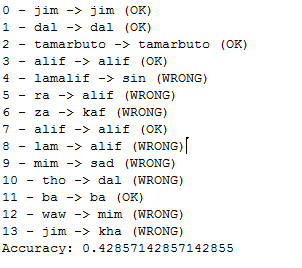 0 - jim -> jim (OK)
1 - dal -> dal (OK)
2 - tamarbuto -> tamarbuto (OK)
3 - alif -> alif (OK)
4 - lamalif -> sin (WRONG)
5 - ra -> alif (WRONG)
6 - za -> kaf (WRONG)
7 - alif -> alif (OK)
8 - lam -> alif (WRONG)
9 - mim -> sad (WRONG)
10 - tho -> dal (WRONG)
11 - ba -> ba (OK)
12 - waw -> mim (WRONG)
13 - jim -> kha (WRONG)
Accuracy: 0.42857142857142855